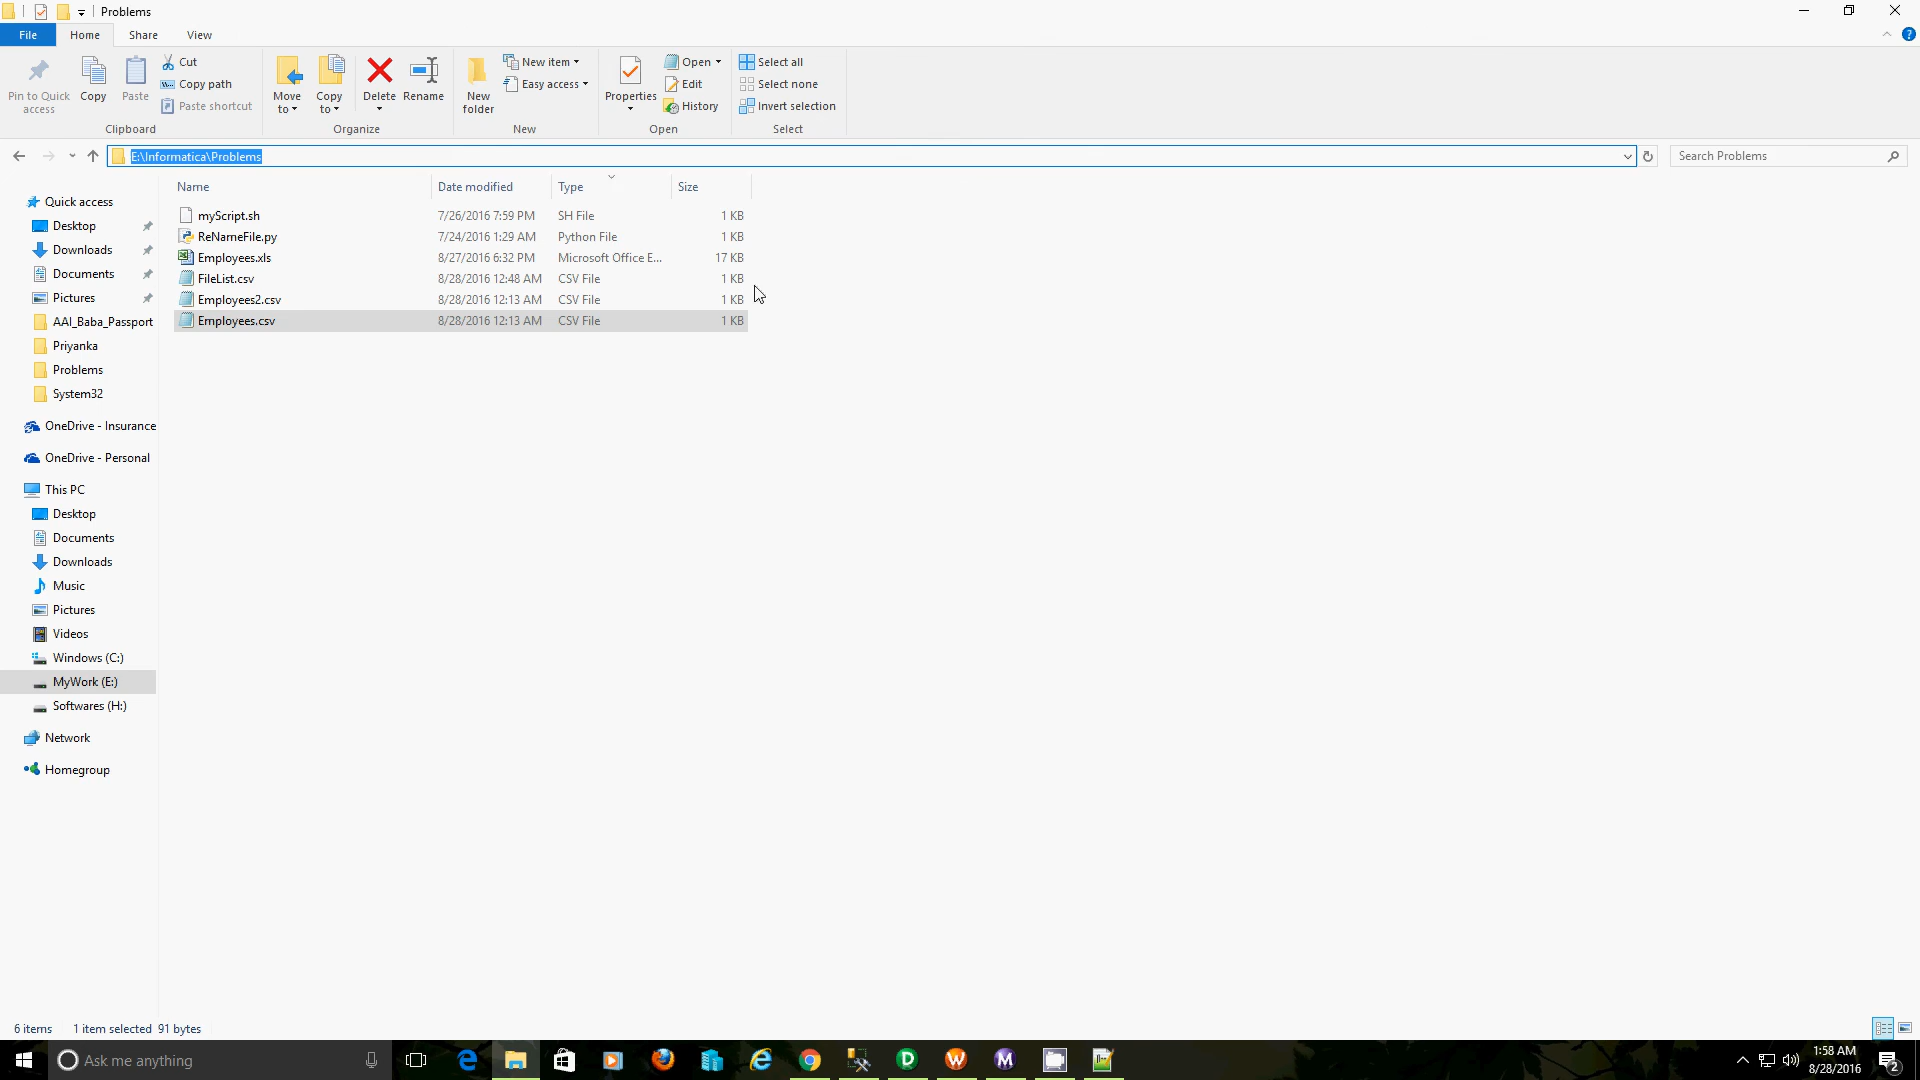 Problems
File
Home
Share
View
Pin to Quick access
Copy
Paste
Cut
Copy path
Paste shortcut
Clipboard
Move to
Copy to
Delete
Rename
Organize
New folder
New item
Easy access
New
Properties
Open
Edit
History
Open
Select all
Select none
Invert selection
Select
E:\Informatica\Problems
Search Problems
Name Date modified Type Size
myScript.sh 7/26/2016 7:59 PM SH File 1 KB
ReNameFile.py 7/24/2016 1:29 AM Python File 1 KB
Employees.xls 8/27/2016 6:32 PM Microsoft Office E... 17 KB
FileList.csv 8/28/2016 12:48 AM CSV File 1 KB
Employees2.csv 8/28/2016 12:13 AM CSV File 1 KB
Employees.csv 8/28/2016 12:13 AM CSV File 1 KB
Quick access
Desktop
Downloads
Documents
Pictures
AAI_Baba_Passport
Priyanka
Problems
System32
OneDrive - Insurance
OneDrive - Personal
This PC
Desktop
Documents
Downloads
Music
Pictures
Videos
Windows (C:)
MyWork (E:)
Softwares (H:)
Network
Homegroup
6 items 1 item selected 91 bytes
Ask me anything
D
W
M
1:58 AM
8/28/2016
2